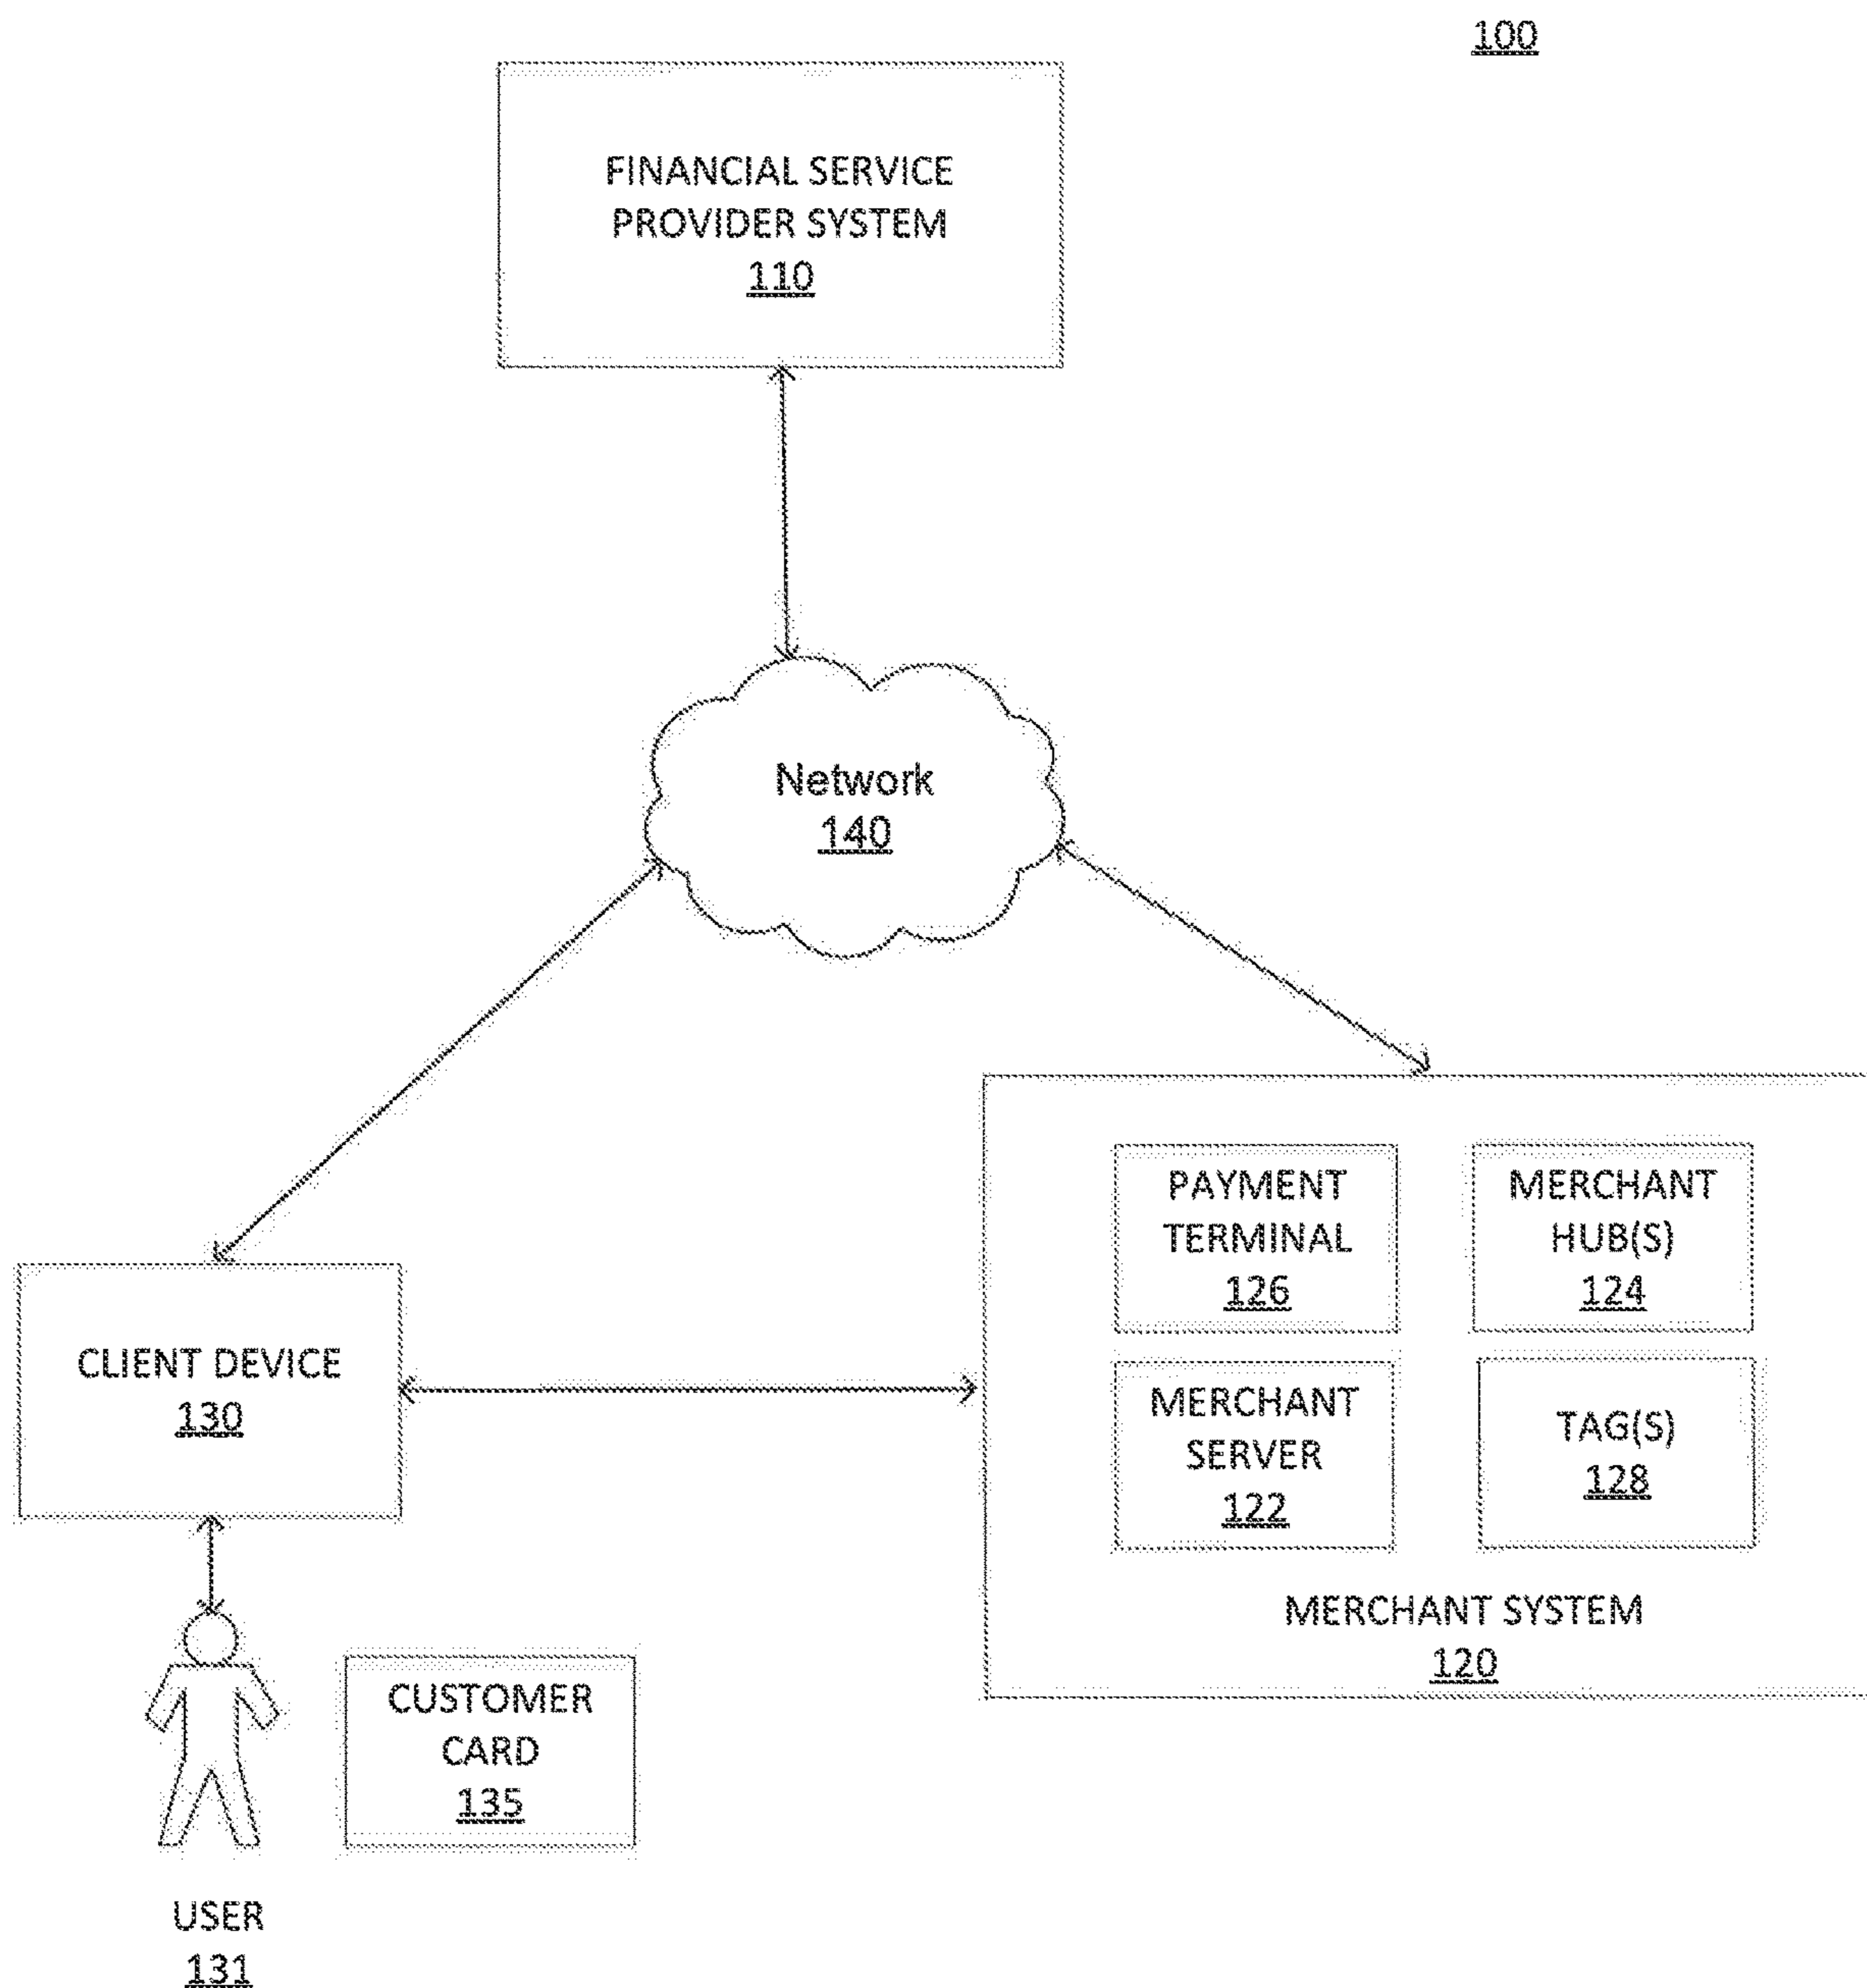 100
FINANCIAL SERVICE
PROVIDER SYSTEM
110
Network
140
PAYMENT
TERMINAL
126
MERCHANT
HUB(S)
124
CLIENT DEVICE
130
MERCHANT
SERVER
122
TAG(S)
128
MERCHANT SYSTEM
120
CUSTOMER
CARD
135
USER
131